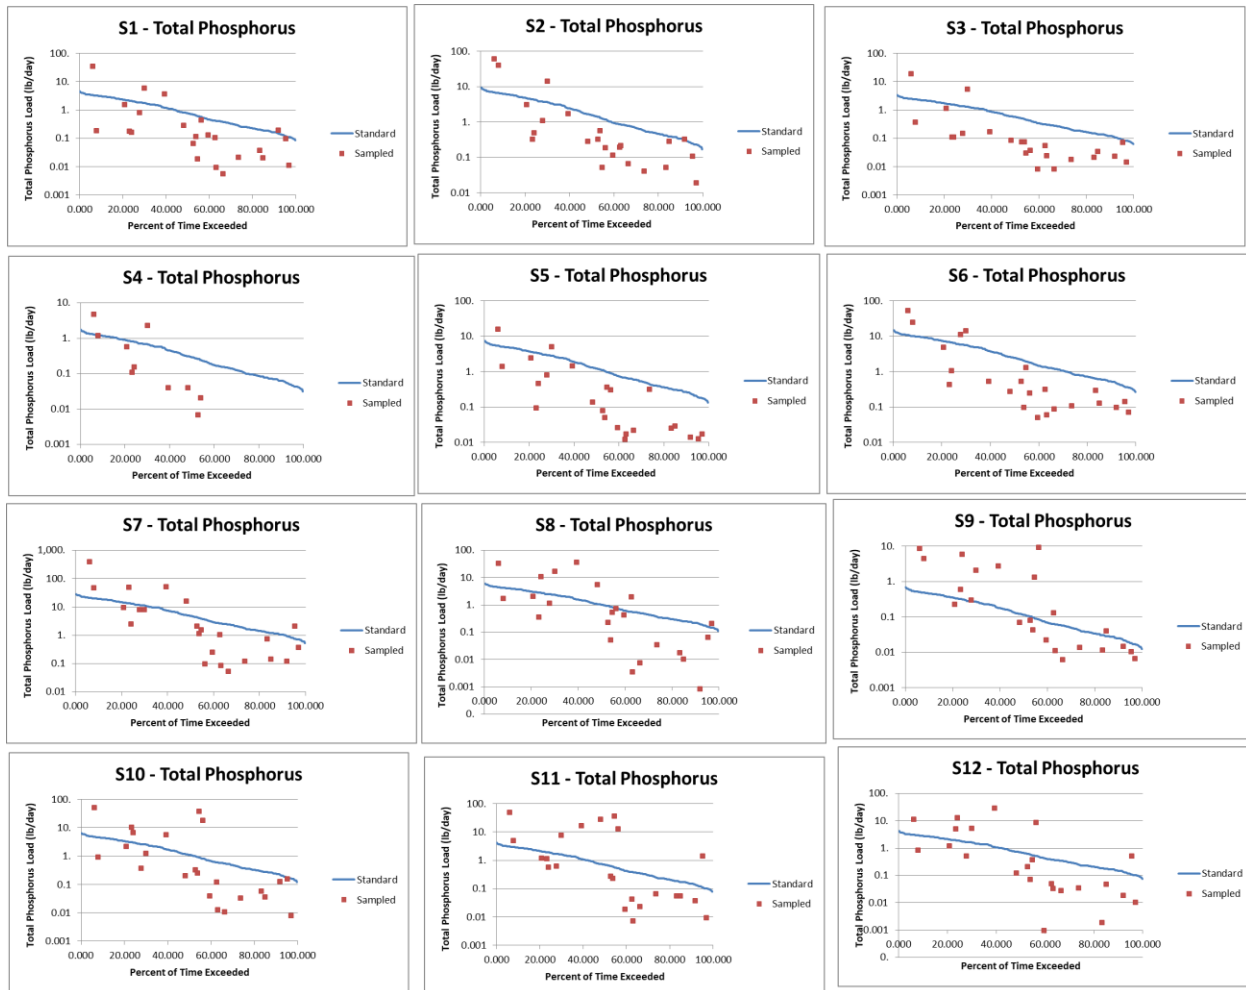 S1 - Total Phosphorus
Total Phosphorus Load (lb/day)
100.
10.
1.
0.1
0.01
0.001
0.000 20.000 40.000 60.000 80.000 100.000
Percent of Time Exceeded
Standard
Sampled
S2 - Total Phosphorus
Total Phosphorus Load (lb/day)
100.
10.
1.
0.1
0.01
0.000 20.000 40.000 60.000 80.000 100.000
Percent of Time Exceeded
Standard
Sampled
S3 - Total Phosphorus
Total Phosphorus Load (lb/day)
100.
10.
1.
0.1
0.01
0.001
0.000 20.000 40.000 60.000 80.000 100.000
Percent of Time Exceeded
Standard
Sampled
S4 - Total Phosphorus
Total Phosphorus Load (lb/day)
10.
1.
0.1
0.01
0.001
0.000 20.000 40.000 60.000 80.000 100.000
Percent of Time Exceeded
Standard
Sampled
S5 - Total Phosphorus
Total Phosphorus Load (lb/day)
100.
10.
1.
0.1
0.01
0.000 20.000 40.000 60.000 80.000 100.000
Percent of Time Exceeded
Standard
Sampled
S6 - Total Phosphorus
Total Phosphorus Load (lb/day)
100.
10.
1.
0.1
0.01
0.000 20.000 40.000 60.000 80.000 100.000
Percent of Time Exceeded
Standard
Sampled
S7 - Total Phosphorus
Total Phosphorus Load (lb/day)
1,000.
100.
10.
1.
0.1
0.01
0.000 20.000 40.000 60.000 80.000 100.000
Percent of Time Exceeded
Standard
Sampled
S8 - Total Phosphorus
Total Phosphorus Load (lb/day)
100.
10.
1.
0.1
0.01
0.001
0.
0.000 20.000 40.000 60.000 80.000 100.000
Percent of Time Exceeded
Standard
Sampled
S9 - Total Phosphorus
Total Phosphorus Load (lb/day)
10.
1.
0.1
0.01
0.001
0.000 20.000 40.000 60.000 80.000 100.000
Percent of Time Exceeded
Standard
Sampled
S10 - Total Phosphorus
Total Phosphorus Load (lb/day)
100.
10.
1.
0.1
0.01
0.001
0.000 20.000 40.000 60.000 80.000 100.000
Percent of Time Exceeded
Standard
Sampled
S11 - Total Phosphorus
Total Phosphorus Load (lb/day)
100.
10.
1.
0.1
0.01
0.001
0.000 20.000 40.000 60.000 80.000 100.000
Percent of Time Exceeded
Standard
Sampled
S12 - Total Phosphorus
Total Phosphorus Load (lb/day)
100.
10.
1.
0.1
0.01
0.001
0.
0.000 20.000 40.000 60.000 80.000 100.000
Percent of Time Exceeded
Standard
Sampled